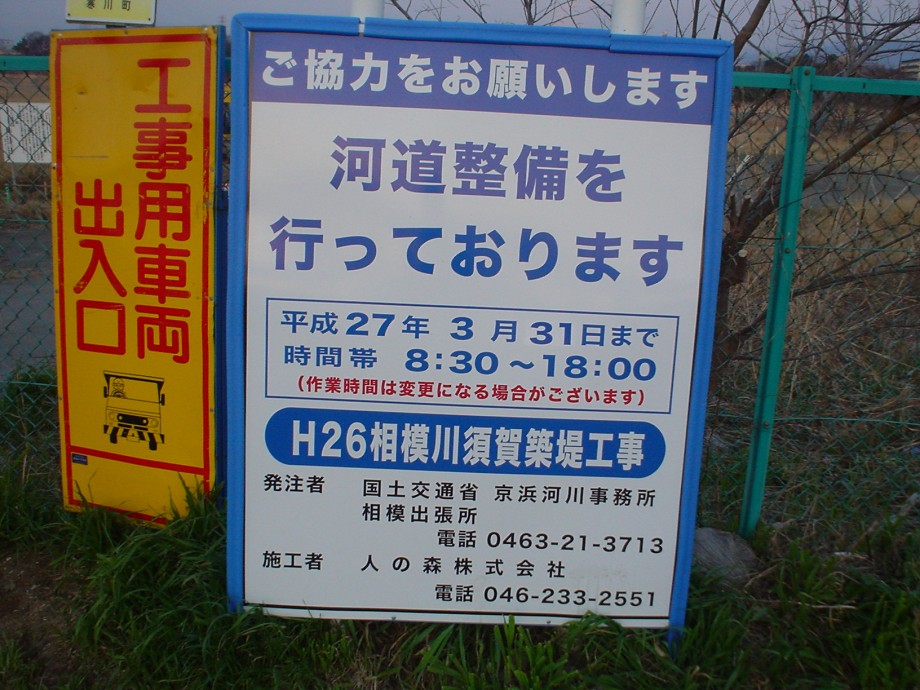 寒川町
工事用車両
出入口
ご協力をお願いします
河道整備を
行っております
平成27年 3月31日まで
時間帯 8:30～18:00
（作業時間は変更になる場合がございます）
H26相模川須賀築堤工事
発注者 国土交通省 京浜河川事務所
相模出張所
電話 0463-21-3713
施工者 人の森株式会社
電話 046-233-2551